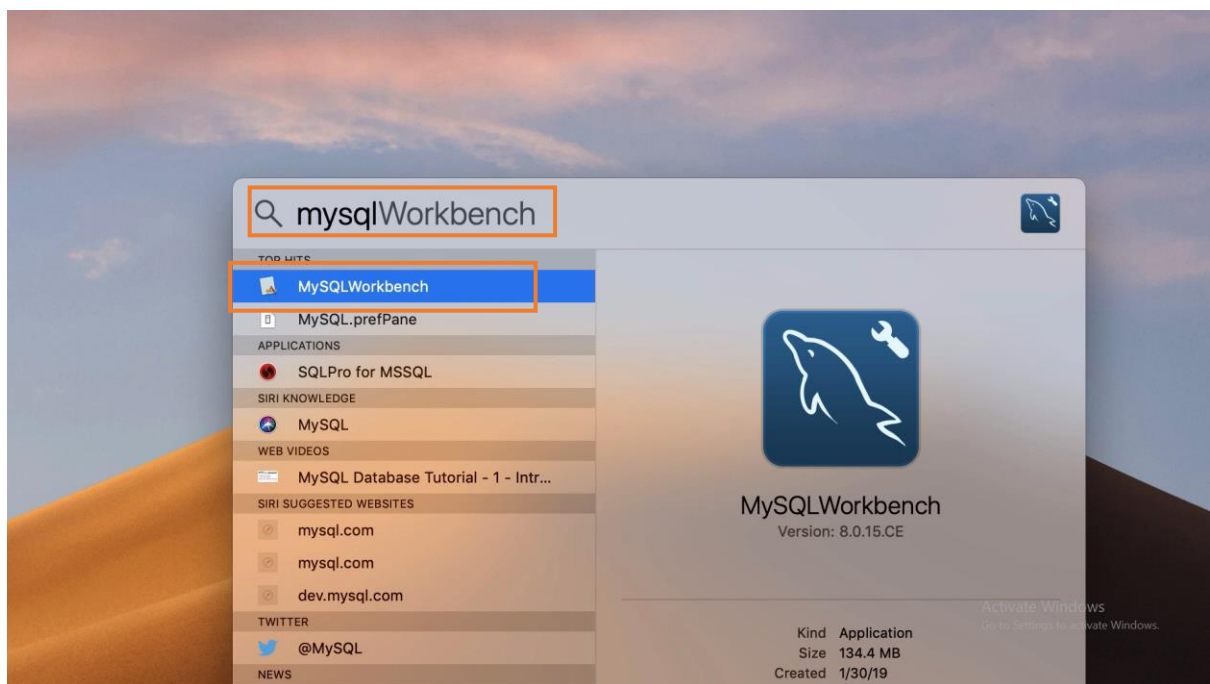 mysqlWorkbench
TOP HITS
MySQLWorkbench
MySQL.prefPane
APPLICATIONS
SQLPro for MSSQL
SIRI KNOWLEDGE
MySQL
WEB VIDEOS
MySQL Database Tutorial - 1 - Intr...
SIRI SUGGESTED WEBSITES
mysql.com
mysql.com
dev.mysql.com
TWITTER
@MySQL
NEWS
MySQLWorkbench
Version: 8.0.15.CE
Kind Application
Size 134.4 MB
Created 1/30/19
Activate Windows
Go to Settings to activate Windows.